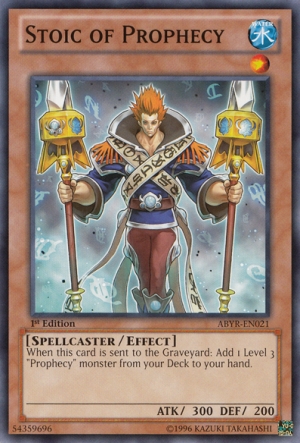 STOIC OF PROPHECY
WATER
水
1st Edition
ABYR-EN021
[SPELLCASTER / EFFECT]
When this card is sent to the Graveyard: Add 1 Level 3
"Prophecy" monster from your Deck to your hand.
ATK/ 300 DEF/ 200
54359696
©1996 KAZUKI TAKAHASHI